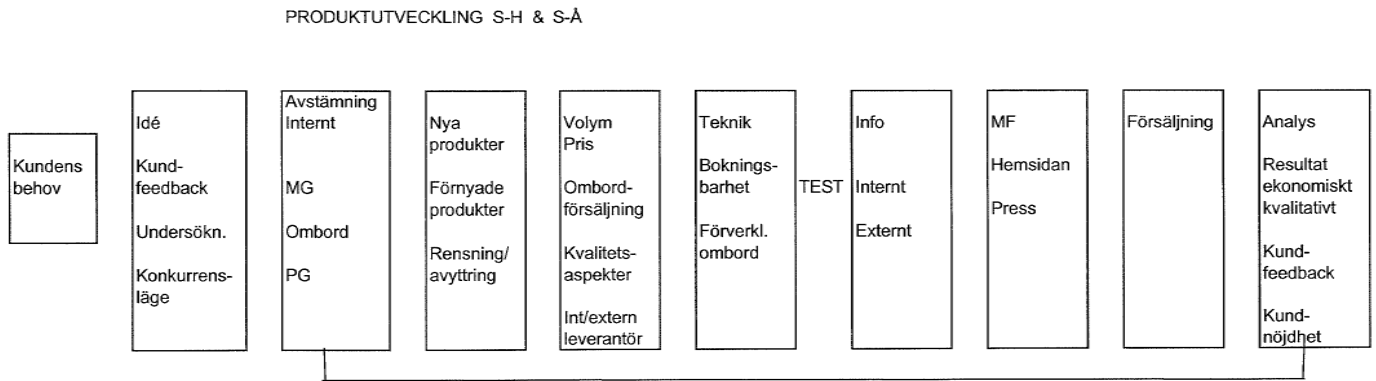 PRODUKTUTVECKLING S-H & S-Å
Kundens
behov
Idé
Kund-
feedback
Undersökn.
Konkurrens-
läge
Avstämning
Internt
MG
Ombord
PG
Nya
produkter
Förnyade
produkter
Rensning/
avyttring
Volym
Pris
Ombord-
försäljning
Kvalitets-
aspekter
Int/extern
leverantör
Teknik
Boknings-
barhet
Förverkl.
ombord
TEST
Info
Internt
Externt
MF
Hemsidan
Press
Försäljning
Analys
Resultat
ekonomiskt
kvalitativt
Kund-
feedback
Kund-
nöjdhet